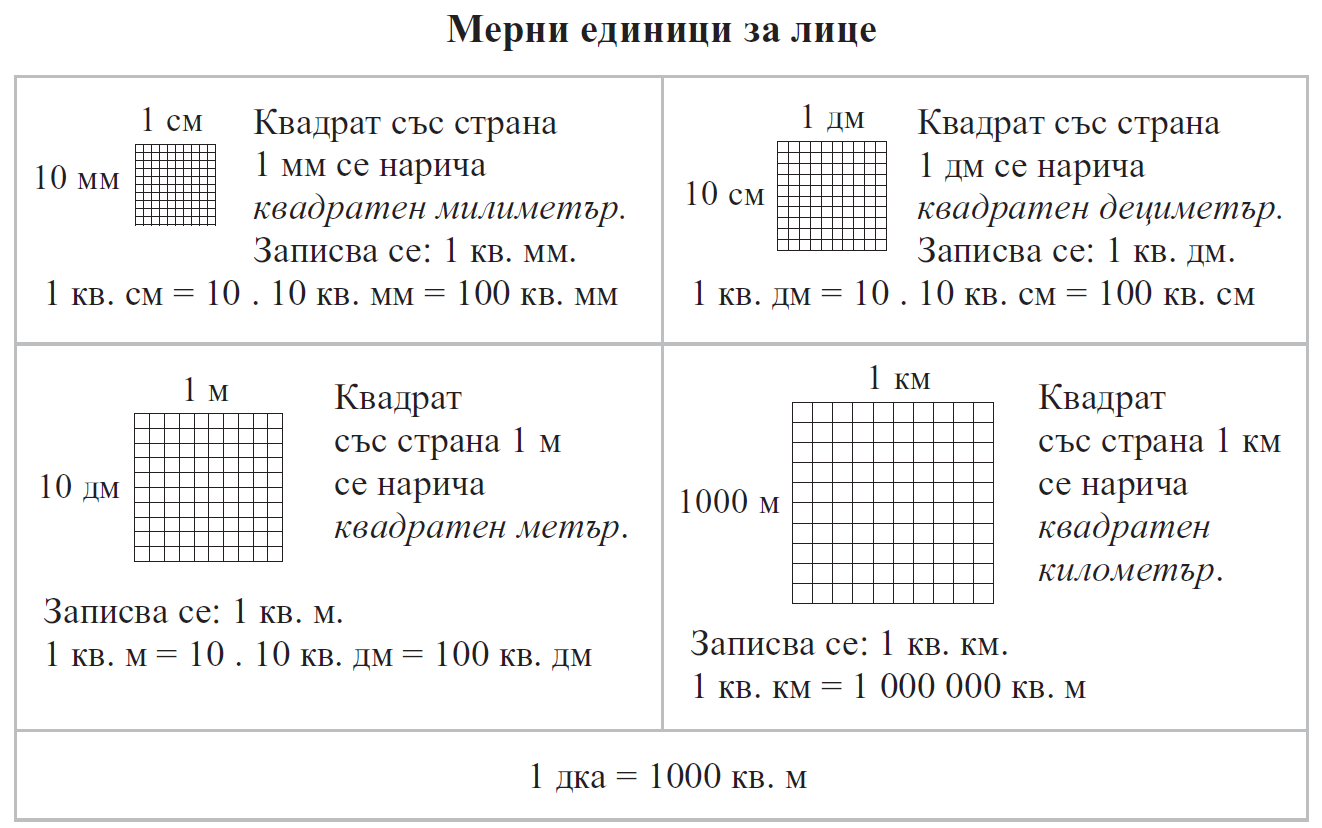 Мерни единици за лице
1 см
10 мм
Квадрат със страна
1 мм се нарича
квадратен милиметър.
Записва се: 1 кв. мм.
1 кв. см = 10 . 10 кв. мм = 100 кв. мм
1 дм
10 см
Квадрат със страна
1 дм се нарича
квадратен дециметър.
Записва се: 1 кв. дм.
1 кв. дм = 10 . 10 кв. см = 100 кв. см
1 м
10 дм
Квадрат
със страна 1 м
се нарича
квадратен метър.
Записва се: 1 кв. м.
1 кв. м = 10 . 10 кв. дм = 100 кв. дм
1 км
1000 м
Квадрат
със страна 1 км
се нарича
квадратен
километър.
Записва се: 1 кв. км.
1 кв. км = 1 000 000 кв. м
1 дка = 1000 кв. м